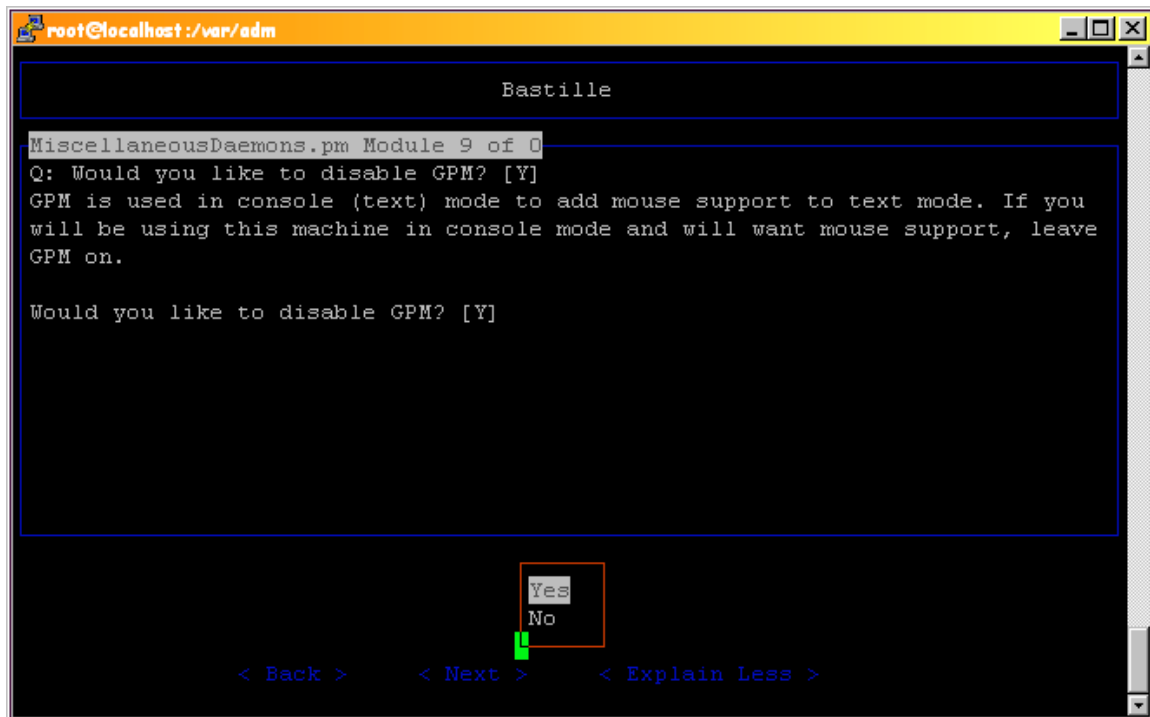 root@localhost:/var/adm
Bastille
MiscellaneousDaemons.pm Module 9 of 0
Q: Would you like to disable GPM? [Y]
GPM is used in console (text) mode to add mouse support to text mode. If you
will be using this machine in console mode and will want mouse support, leave
GPM on.
Would you like to disable GPM? [Y]
Yes
No
< Back > < Next > < Explain Less >